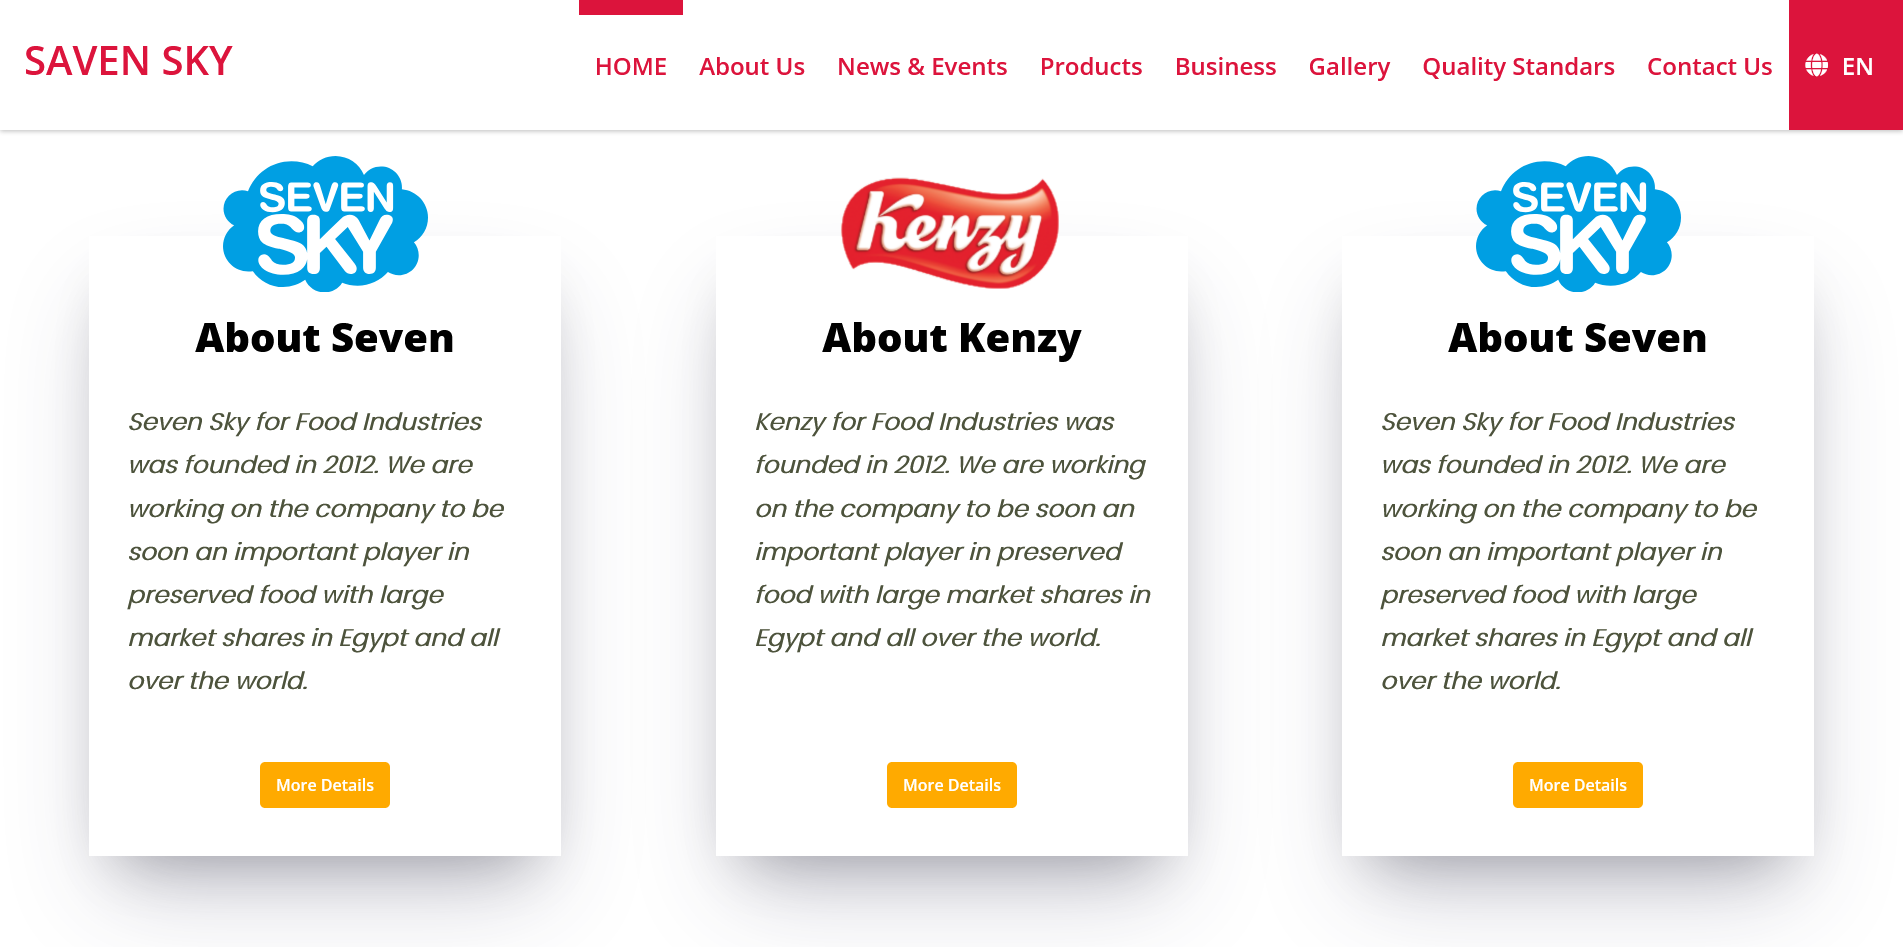 SAVEN SKY
HOME About Us News & Events Products Business Gallery Quality Standars Contact Us EN
SEVEN
SKY
About Seven
Seven Sky for Food Industries
was founded in 2012. We are
working on the company to be
soon an important player in
preserved food with large
market shares in Egypt and all
over the world.
More Details
Kenzy
About Kenzy
Kenzy for Food Industries was
founded in 2012. We are working
on the company to be soon an
important player in preserved
food with large market shares in
Egypt and all over the world.
More Details
SEVEN
SKY
About Seven
Seven Sky for Food Industries
was founded in 2012. We are
working on the company to be
soon an important player in
preserved food with large
market shares in Egypt and all
over the world.
More Details